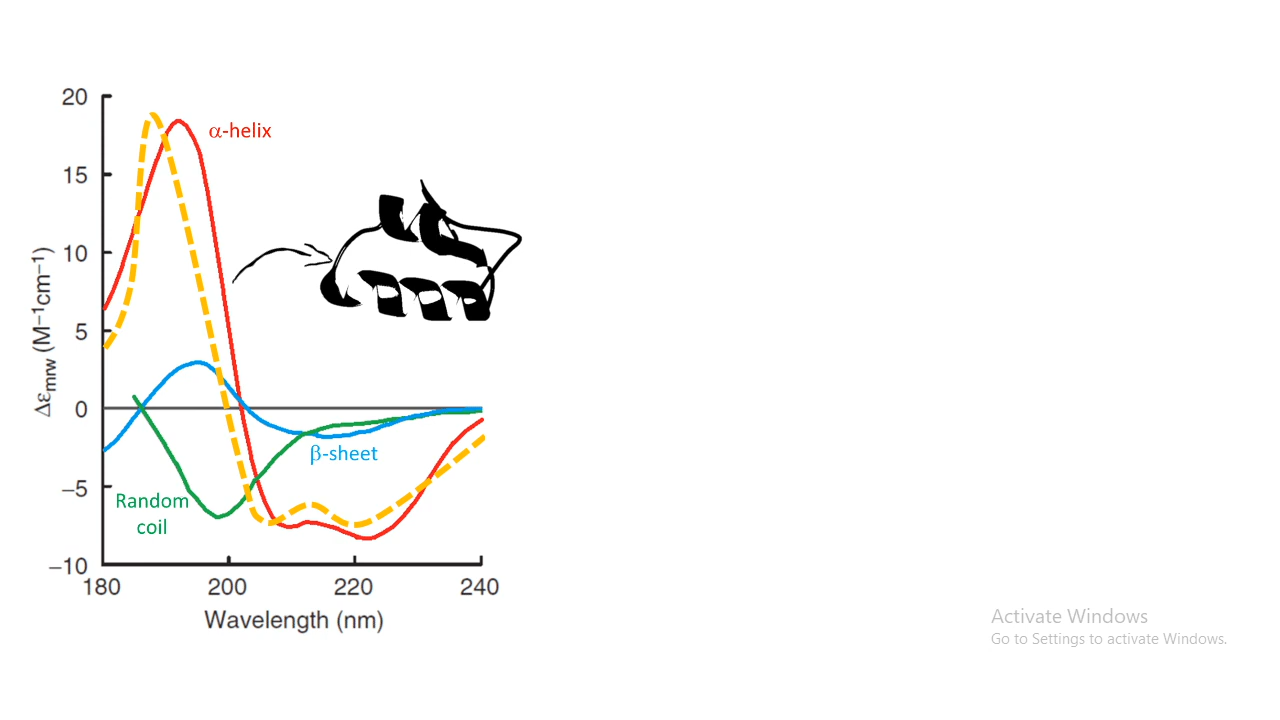 20
15
10
5
0
−5
−10
Δεmrw (M−1cm−1)
α-helix
β-sheet
Random
coil
180 200 220 240
Wavelength (nm)
Activate Windows
Go to Settings to activate Windows.